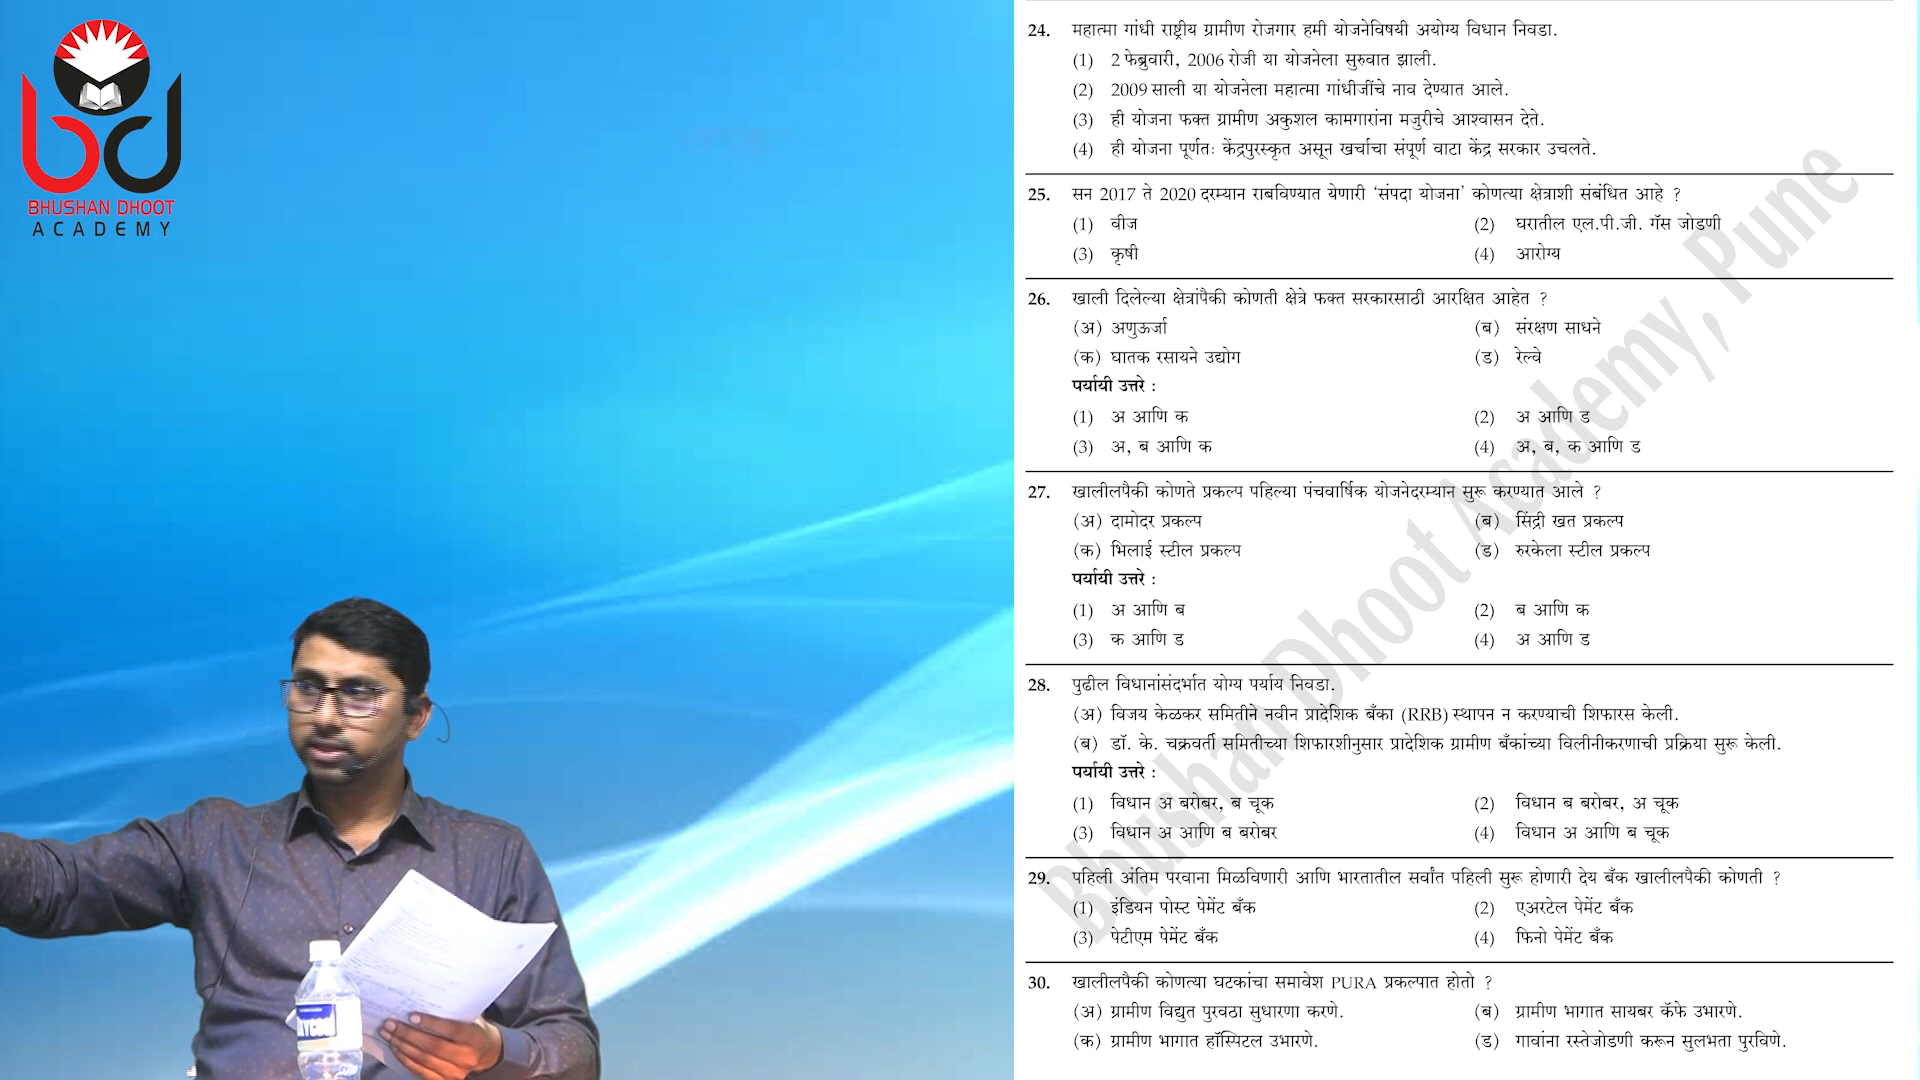 BHUSHAN DHOOT
ACADEMY
24. महात्मा गांधी राष्ट्रीय ग्रामीण रोजगार हमी योजनेविषयी अयोग्य विधान निवडा.
(1) 2 फेब्रुवारी, 2006 रोजी या योजनेला सुरुवात झाली.
(2) 2009 साली या योजनेला महात्मा गांधीजींचे नाव देण्यात आले.
(3) ही योजना फक्त ग्रामीण अकुशल कामगारांना मजुरीचे आश्वासन देते.
(4) ही योजना पूर्णतः केंद्रपुरस्कृत असून खर्चाचा संपूर्ण वाटा केंद्र सरकार उचलते.
25. सन 2017 ते 2020 दरम्यान राबविण्यात येणारी ‘संपदा योजना’ कोणत्या क्षेत्राशी संबंधित आहे ?
(1) वीज (2) घरातील एल.पी.जी. गॅस जोडणी
(3) कृषी (4) आरोग्य
26. खाली दिलेल्या क्षेत्रांपैकी कोणती क्षेत्रे फक्त सरकारसाठी आरक्षित आहेत ?
(अ) अणुऊर्जा (ब) संरक्षण साधने
(क) घातक रसायने उद्योग (ड) रेल्वे
पर्यायी उत्तरे :
(1) अ आणि क (2) अ आणि ड
(3) अ, ब आणि क (4) अ, ब, क आणि ड
27. खालीलपैकी कोणते प्रकल्प पहिल्या पंचवार्षिक योजनेदरम्यान सुरू करण्यात आले ?
(अ) दामोदर प्रकल्प (ब) सिंद्री खत प्रकल्प
(क) भिलाई स्टील प्रकल्प (ड) रुरकेला स्टील प्रकल्प
पर्यायी उत्तरे :
(1) अ आणि ब (2) ब आणि क
(3) क आणि ड (4) अ आणि ड
28. पुढील विधानांसंदर्भात योग्य पर्याय निवडा.
(अ) विजय केळकर समितीने नवीन प्रादेशिक बँका (RRB) स्थापन न करण्याची शिफारस केली.
(ब) डॉ. के. चक्रवर्ती समितीच्या शिफारशीनुसार प्रादेशिक ग्रामीण बँकांच्या विलीनीकरणाची प्रक्रिया सुरू केली.
पर्यायी उत्तरे :
(1) विधान अ बरोबर, ब चूक (2) विधान ब बरोबर, अ चूक
(3) विधान अ आणि ब बरोबर (4) विधान अ आणि ब चूक
29. पहिली अंतिम परवाना मिळविणारी आणि भारतातील सर्वांत पहिली सुरू होणारी देय बँक खालीलपैकी कोणती ?
(1) इंडियन पोस्ट पेमेंट बँक (2) एअरटेल पेमेंट बँक
(3) पेटीएम पेमेंट बँक (4) फिनो पेमेंट बँक
30. खालीलपैकी कोणत्या घटकांचा समावेश PURA प्रकल्पात होतो ?
(अ) ग्रामीण विद्युत पुरवठा सुधारणा करणे. (ब) ग्रामीण भागात सायबर कॅफे उभारणे.
(क) ग्रामीण भागात हॉस्पिटल उभारणे. (ड) गावांना रस्तेजोडणी करून सुलभता पुरविणे.
Bhushan Dhoot Academy, Pune